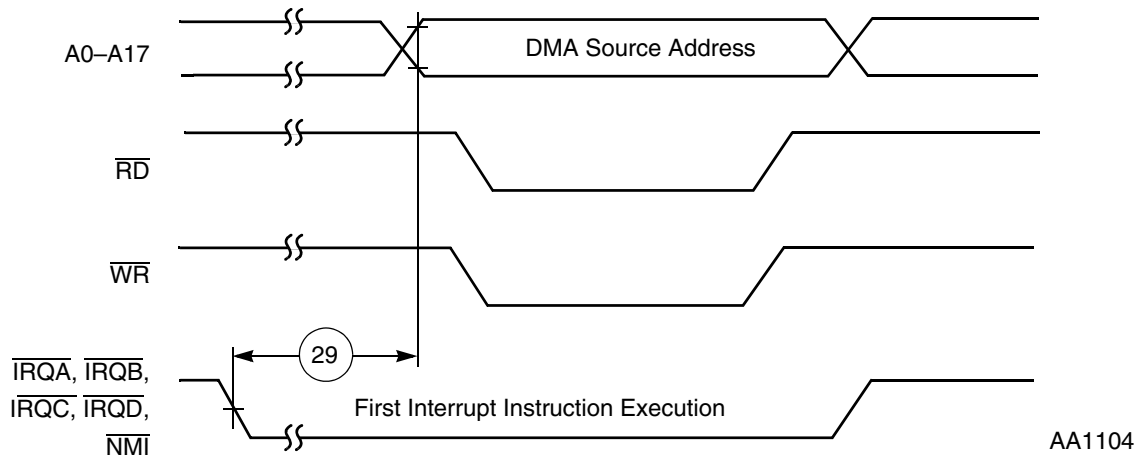 A0–A17
DMA Source Address
RD
WR
29
IRQA, IRQB,
IRQC, IRQD,
NMI
First Interrupt Instruction Execution
AA1104